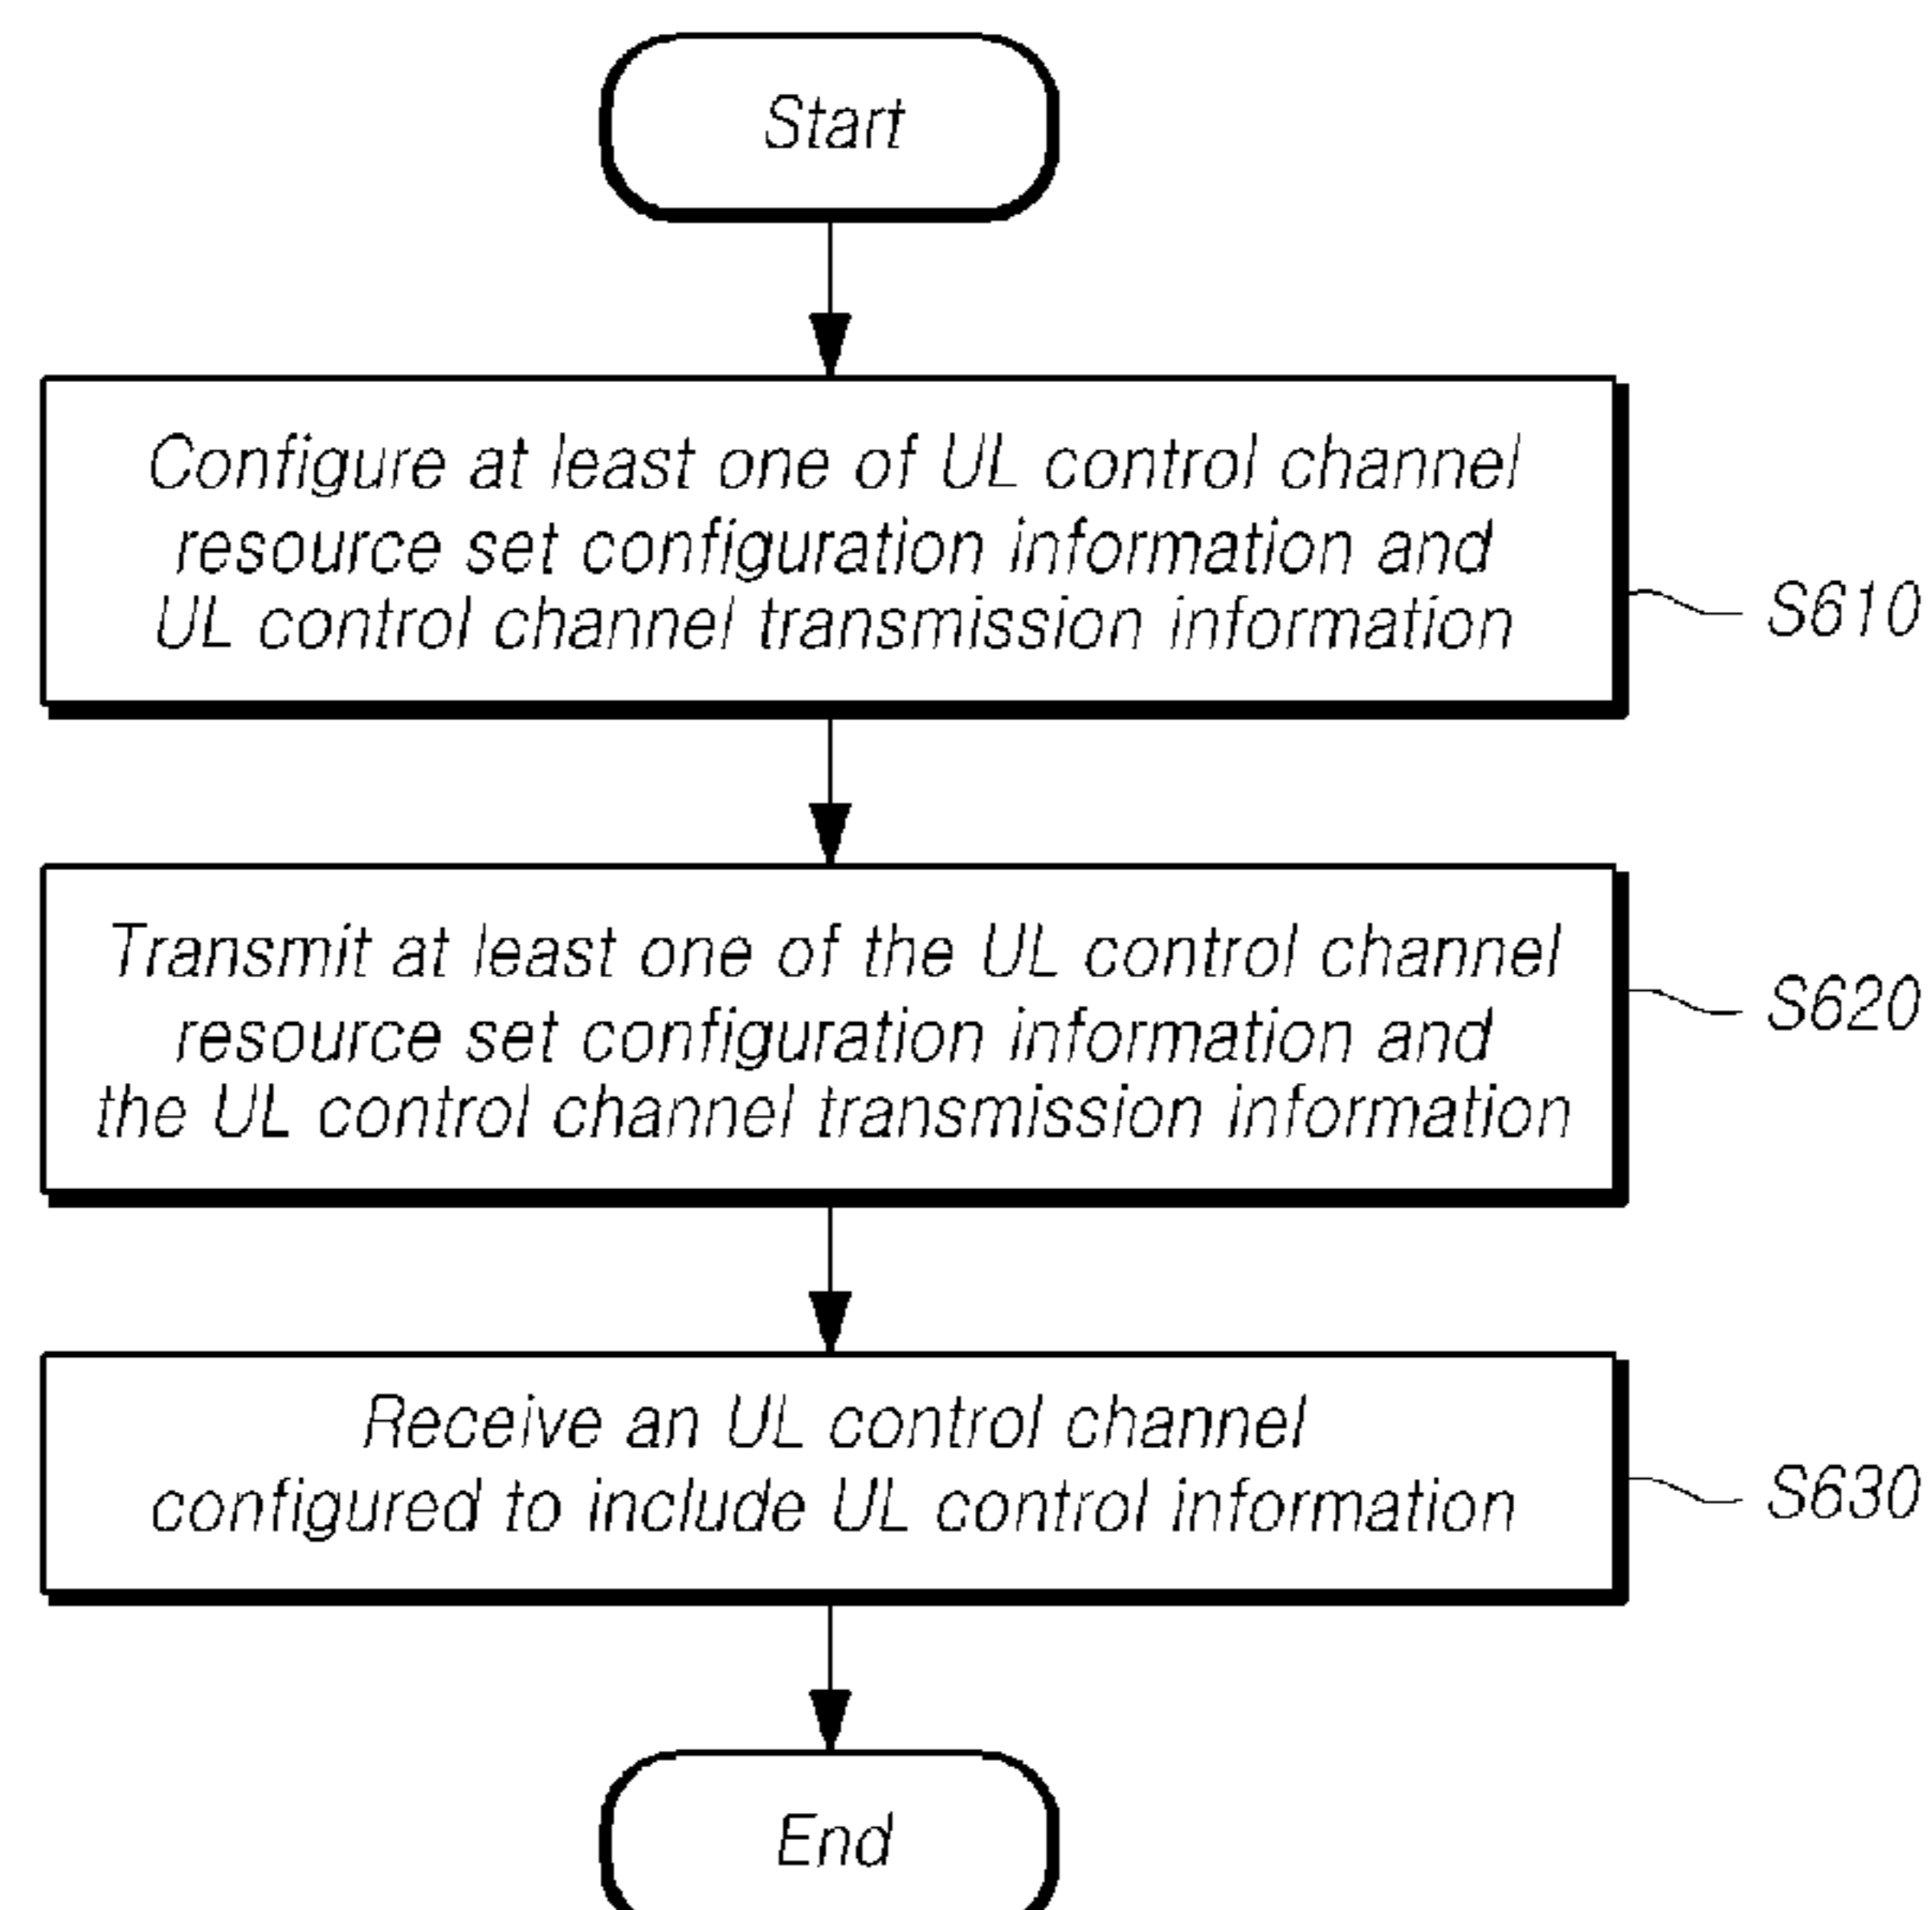 Start
Configure at least one of UL control channel
resource set configuration information and
UL control channel transmission information
S610
Transmit at least one of the UL control channel
resource set configuration information and
the UL control channel transmission information
S620
Receive an UL control channel
configured to include UL control information
S630
End